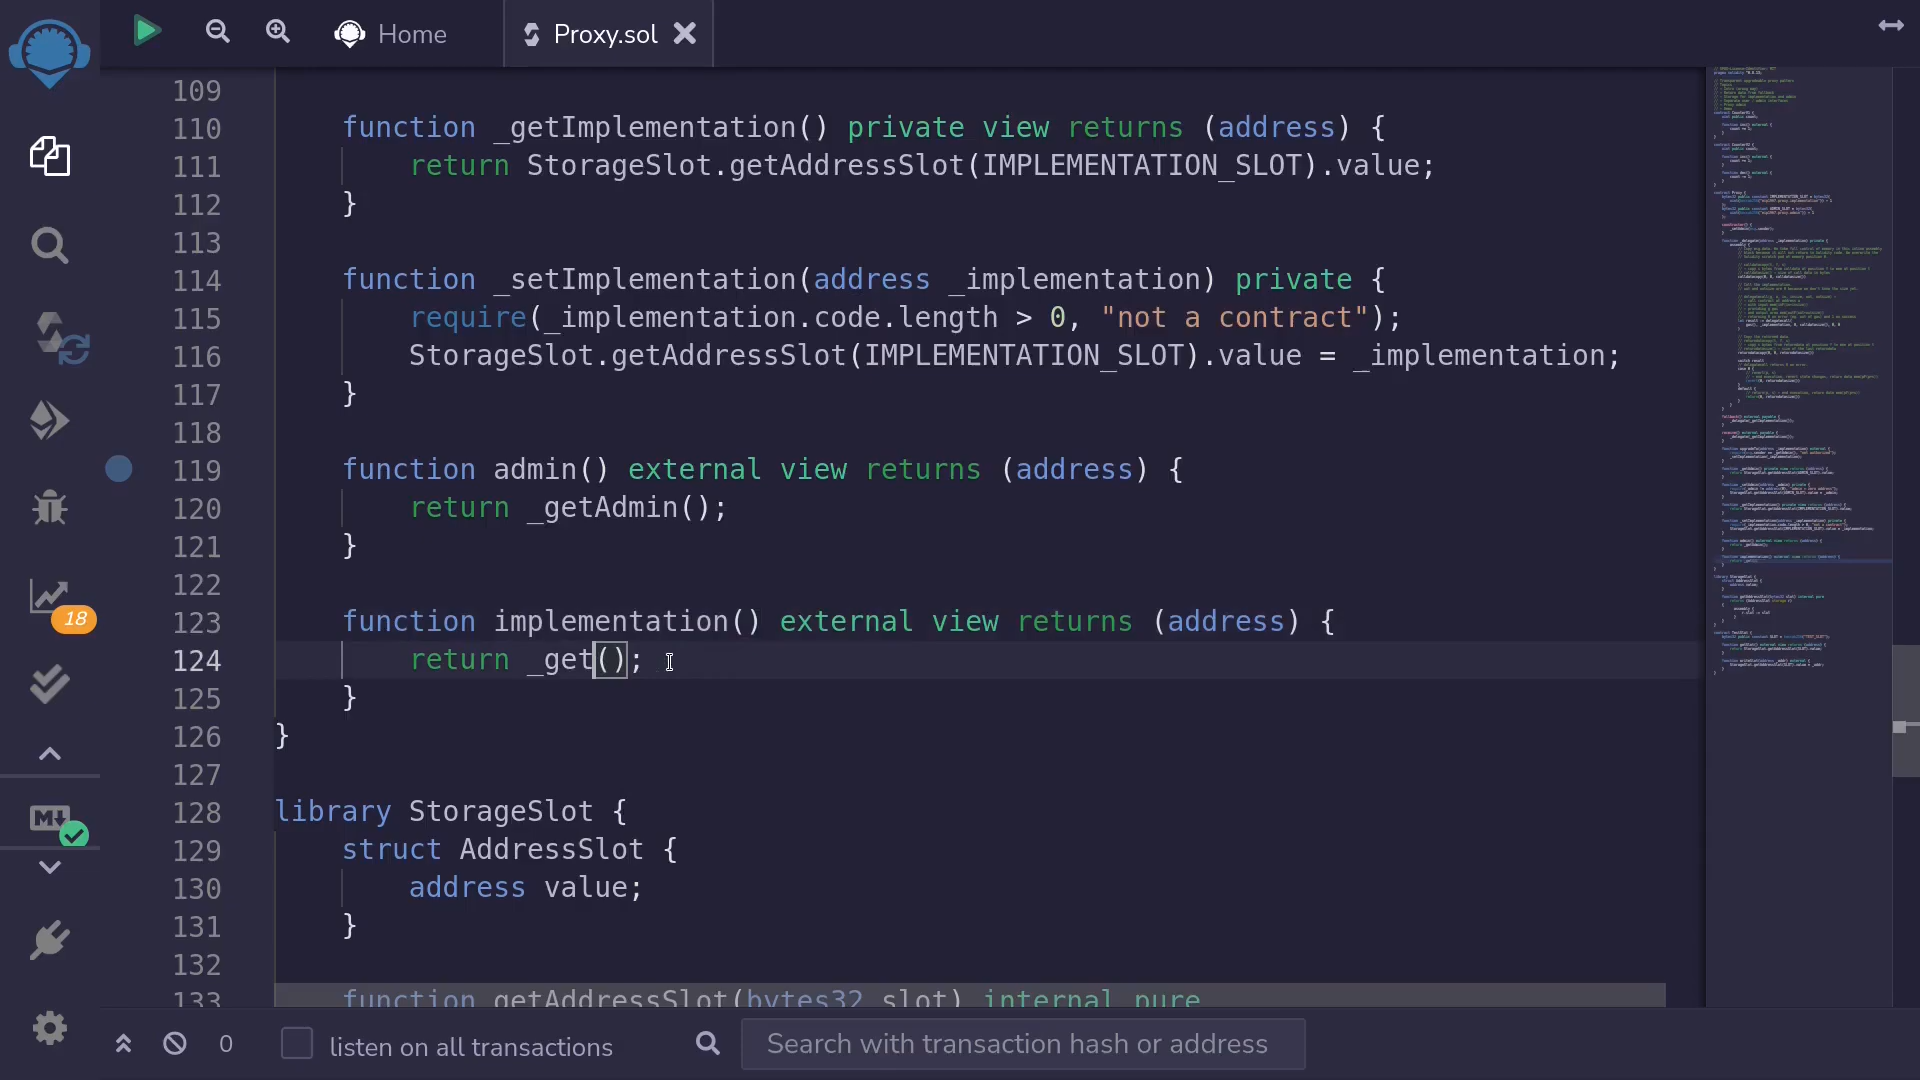 Home
Proxy.sol
109
110 function _getImplementation() private view returns (address) {
111 return StorageSlot.getAddressSlot(IMPLEMENTATION_SLOT).value;
112 }
113
114 function _setImplementation(address _implementation) private {
115 require(_implementation.code.length > 0, "not a contract");
116 StorageSlot.getAddressSlot(IMPLEMENTATION_SLOT).value = _implementation;
117 }
118
119 function admin() external view returns (address) {
120 return _getAdmin();
121 }
122
123 function implementation() external view returns (address) {
124 return _get();
125 }
126 }
127
128 library StorageSlot {
129 struct AddressSlot {
130 address value;
131 }
132
133 function getAddressSlot(bytes32 slot) internal pure
18
M
0
listen on all transactions
Search with transaction hash or address